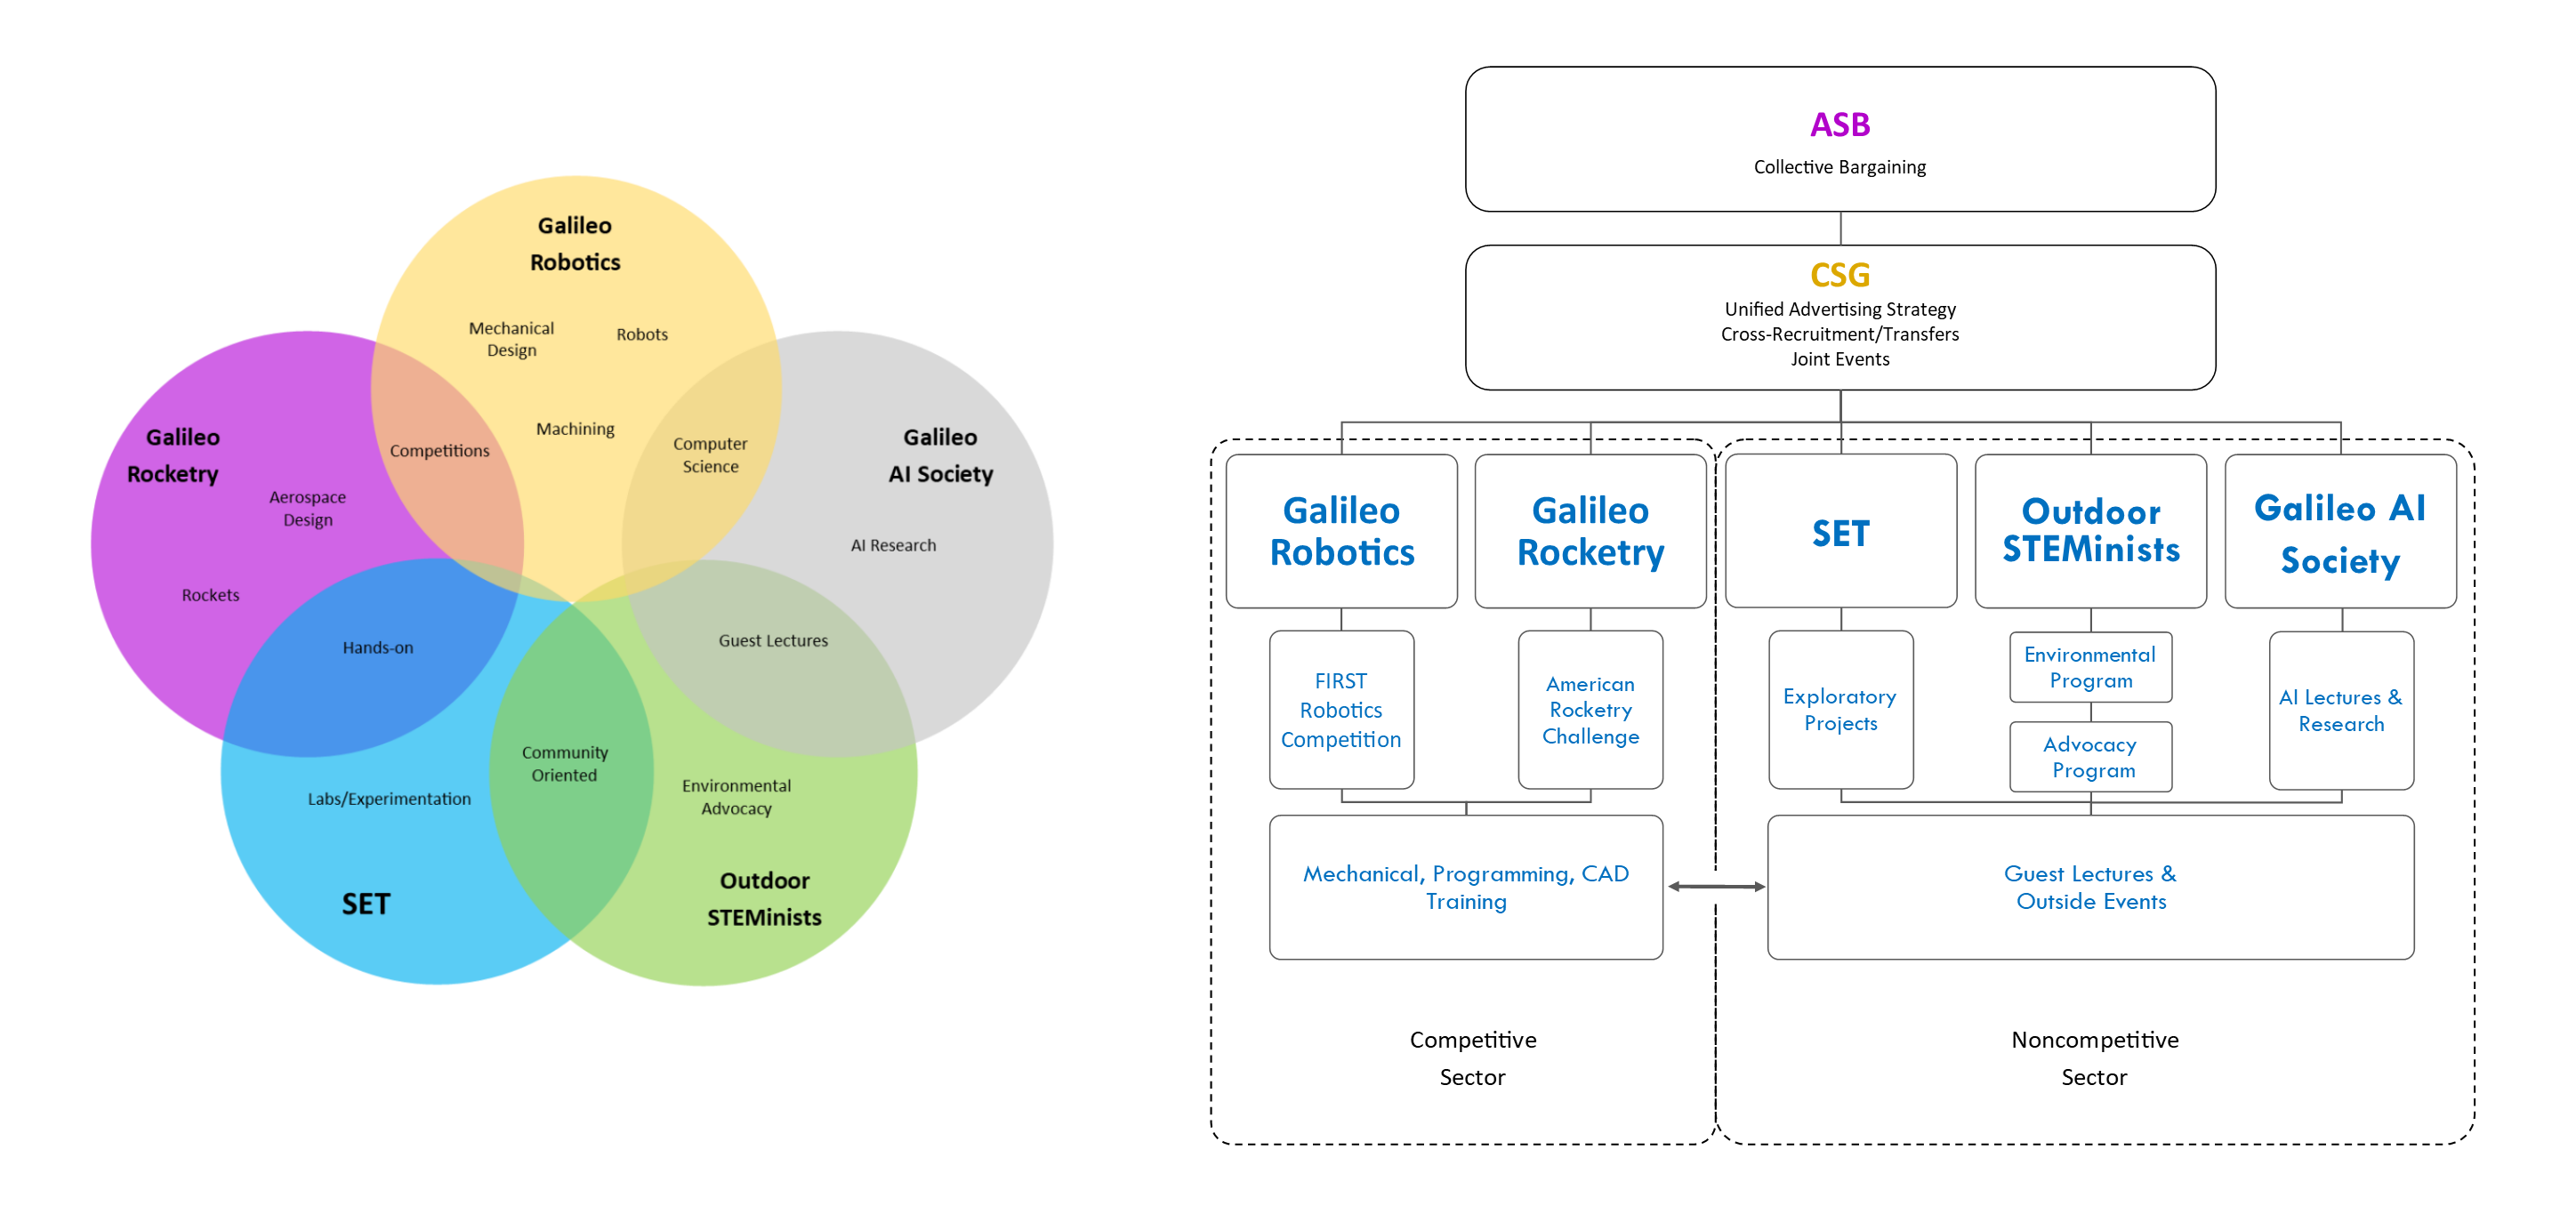 Galileo
Robotics
Mechanical
Design
Robots
Machining
Galileo
Rocketry
Aerospace
Design
Rockets
Competitions
Computer
Science
Galileo
AI Society
AI Research
Hands-on
Guest Lectures
Community
Oriented
Labs/Experimentation
SET
Environmental
Advocacy
Outdoor
STEMinists
ASB
Collective Bargaining
CSG
Unified Advertising Strategy
Cross-Recruitment/Transfers
Joint Events
Galileo
Robotics
Galileo
Rocketry
SET
Outdoor
STEMinists
Galileo AI
Society
FIRST
Robotics
Competition
American
Rocketry
Challenge
Exploratory
Projects
Environmental
Program
Advocacy
Program
AI Lectures &
Research
Mechanical, Programming, CAD
Training
Guest Lectures &
Outside Events
Competitive
Sector
Noncompetitive
Sector